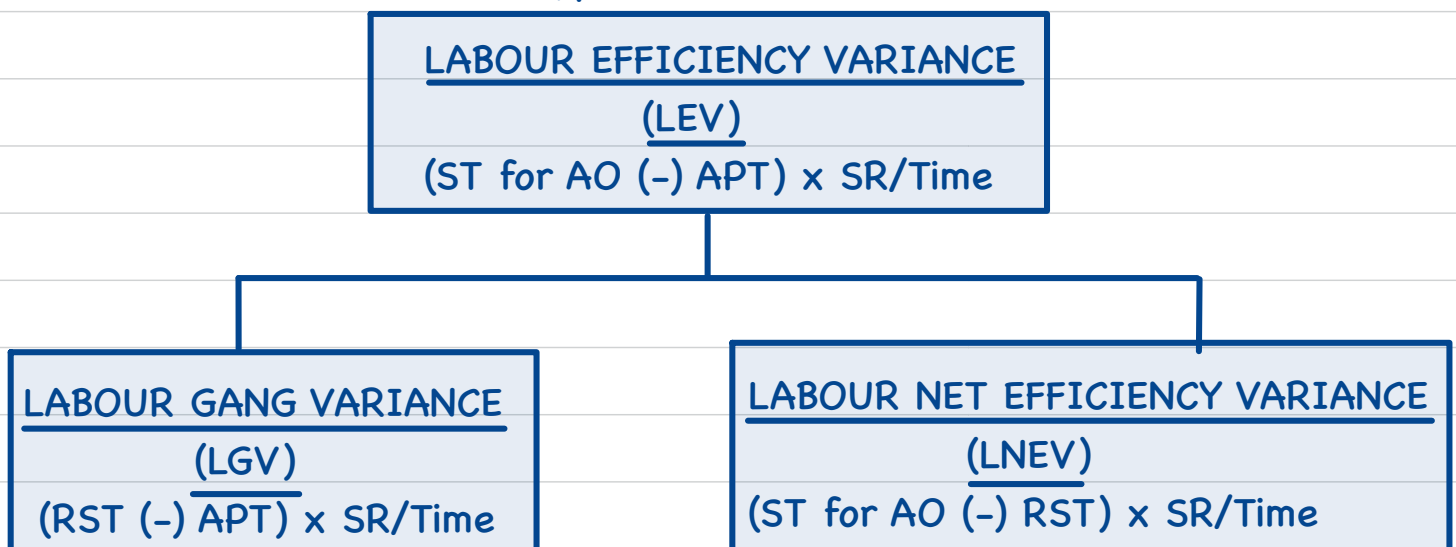 LABOUR EFFICIENCY VARIANCE
(LEV)
(ST for AO (-) APT) x SR/Time
LABOUR GANG VARIANCE
(LGV)
(RST (-) APT) x SR/Time
LABOUR NET EFFICIENCY VARIANCE
(LNEV)
(ST for AO (-) RST) x SR/Time